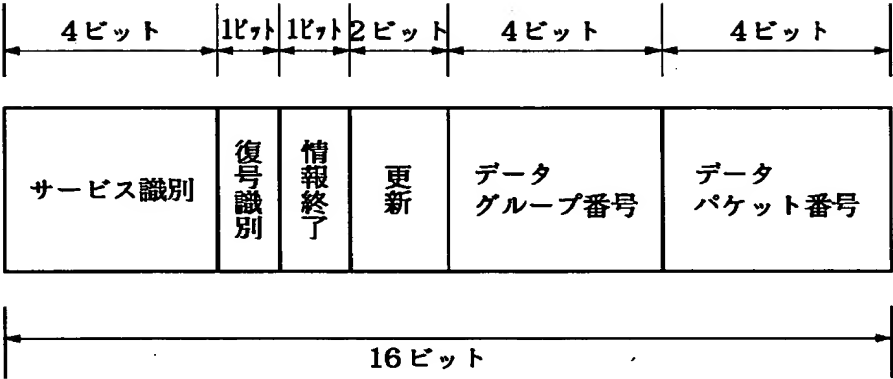 4ビット 1ビット 1ビット 2ビット 4ビット 4ビット
サービス識別
復号識別
情報終了
更新
データ
グループ番号
データ
パケット番号
16ビット